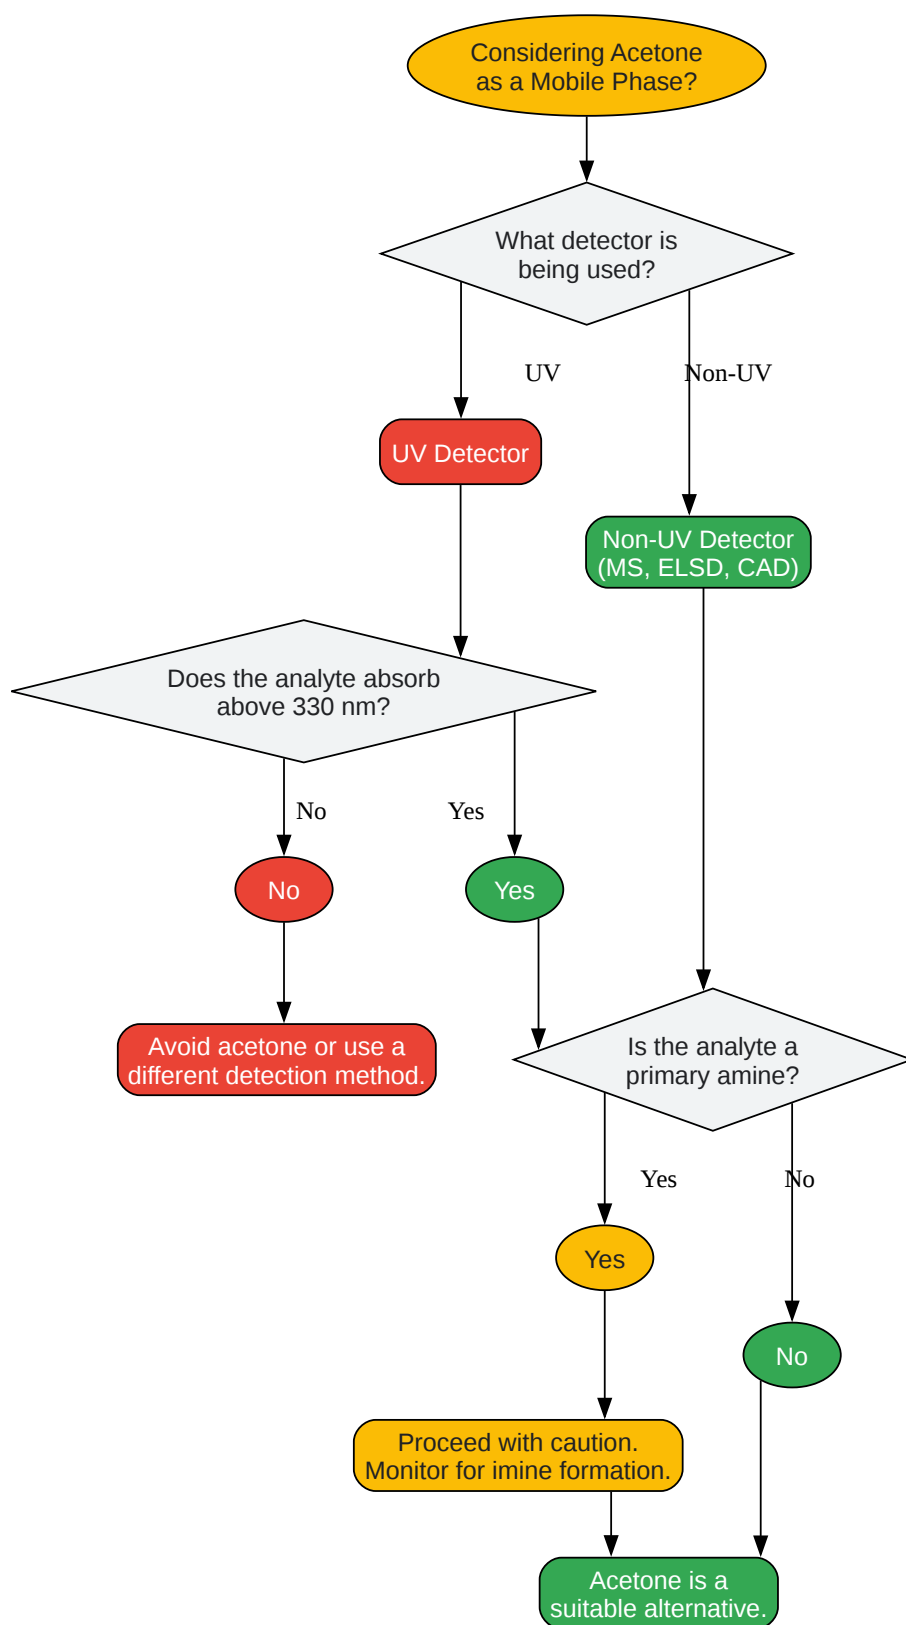 Considering Acetone
as a Mobile Phase?
What detector is
being used?
UV
Non-UV
UV Detector
Non-UV Detector
(MS, ELSD, CAD)
Does the analyte absorb
above 330 nm?
No
Yes
No
Yes
Avoid acetone or use a
different detection method.
Is the analyte a
primary amine?
Yes
No
Yes
No
Proceed with caution.
Monitor for imine formation.
Acetone is a
suitable alternative.